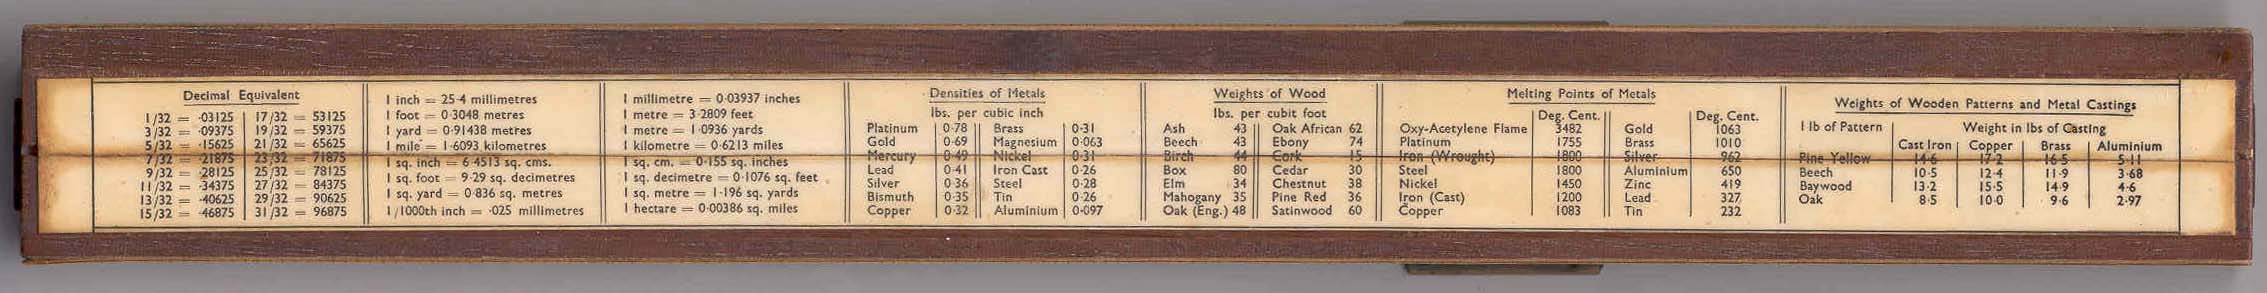 Decimal Equivalent
1/32 = ·03125 17/32 = 53125
3/32 = ·09375 19/32 = 59375
5/32 = ·15625 21/32 = 65625
7/32 = ·21875 23/32 = 71875
9/32 = ·28125 25/32 = 78125
11/32 = ·34375 27/32 = 84375
13/32 = ·40625 29/32 = 90625
15/32 = ·46875 31/32 = 96875
1 inch = 25·4 millimetres
1 foot = 0·3048 metres
1 yard = 0·91438 metres
1 mile = 1·6093 kilometres
1 sq. inch = 6·4513 sq. cms.
1 sq. foot = 9·29 sq. decimetres
1 sq. yard = 0·836 sq. metres
1/1000th inch = ·025 millimetres
1 millimetre = 0·03937 inches
1 metre = 3·2809 feet
1 metre = 1·0936 yards
1 kilometre = 0·6213 miles
1 sq. cm. = 0·155 sq. inches
1 sq. decimetre = 0·1076 sq. feet
1 sq. metre = 1·196 sq. yards
1 hectare = 0·00386 sq. miles
Densities of Metals
lbs. per cubic inch
Platinum 0·78 Brass 0·31
Gold 0·69 Magnesium 0·063
Mercury 0·49 Nickel 0·31
Lead 0·41 Iron Cast 0·26
Silver 0·36 Steel 0·28
Bismuth 0·35 Tin 0·26
Copper 0·32 Aluminium 0·097
Weights of Wood
lbs. per cubit foot
Ash 43 Oak African 62
Beech 43 Ebony 74
Birch 44 Cork 15
Box 80 Cedar 30
Elm 34 Chestnut 38
Mahogany 35 Pine Red 36
Oak (Eng.) 48 Satinwood 60
Melting Points of Metals
Deg. Cent. Deg. Cent.
Oxy-Acetylene Flame 3482 Gold 1063
Platinum 1755 Brass 1010
Iron (Wrought) 1800 Silver 962
Steel 1800 Aluminium 650
Nickel 1450 Zinc 419
Iron (Cast) 1200 Lead 327
Copper 1083 Tin 232
Weights of Wooden Patterns and Metal Castings
1 lb of Pattern Weight in lbs of Casting
Cast Iron Copper Brass Aluminium
Pine Yellow 14·6 17·2 16·5 5·11
Beech 10·5 12·4 11·9 3·68
Baywood 13·2 15·5 14·9 4·6
Oak 8·5 10·0 9·6 2·97